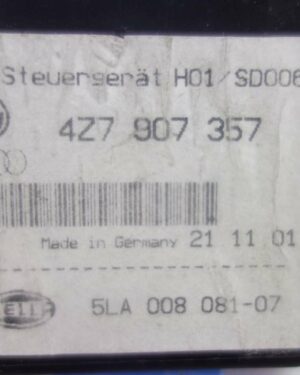 Steuergerät H01/SD006
4Z7 907 357
Made in Germany 21 11 01
HELLA 5LA 008 081-07